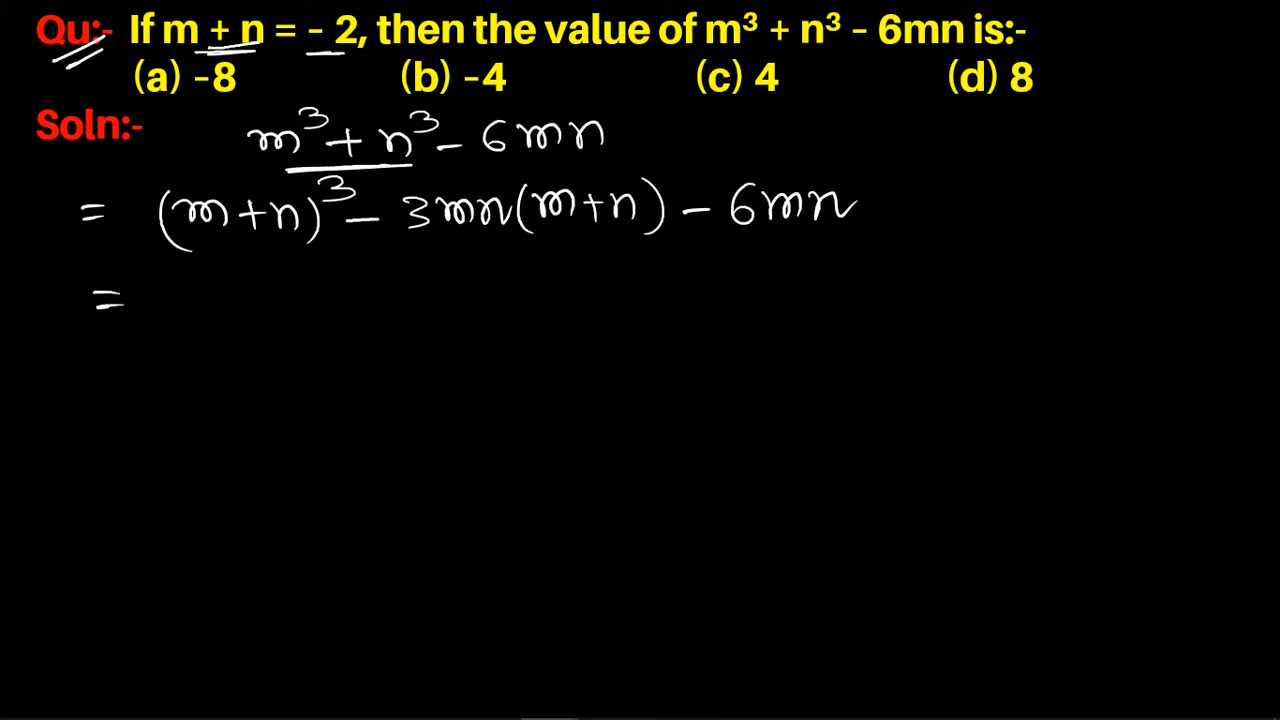 Qu:- If m + n = – 2, then the value of m³ + n³ – 6mn is:-
(a) –8 (b) –4 (c) 4 (d) 8
Soln:- m³ + n³ – 6mn
= (m+n)³ – 3mn(m+n) – 6mn
=